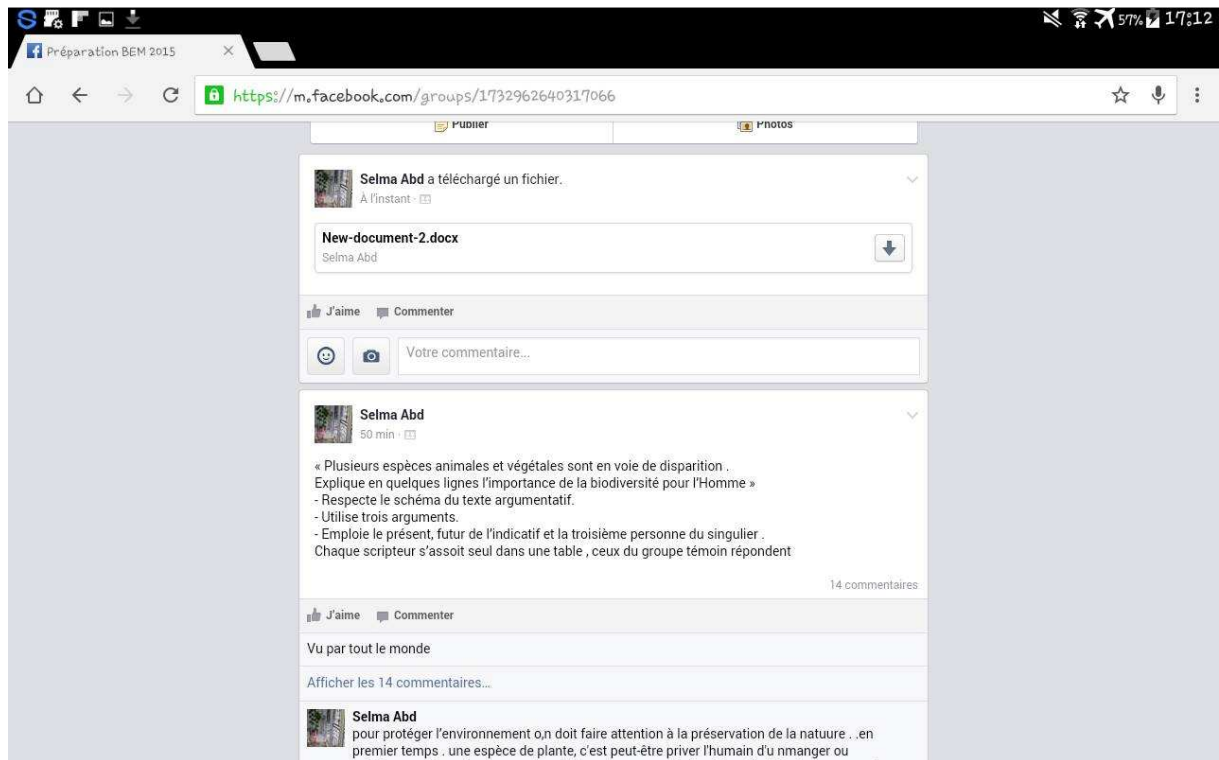 57% 17:12
Préparation BEM 2015
https://m.facebook.com/groups/1732962640317066
Publier Photos
Selma Abd a téléchargé un fichier.
À l'instant ·
New-document-2.docx
Selma Abd
J'aime Commenter
Votre commentaire...
Selma Abd
50 min ·
« Plusieurs espèces animales et végétales sont en voie de disparition .
Explique en quelques lignes l'importance de la biodiversité pour l'Homme »
- Respecte le schéma du texte argumentatif.
- Utilise trois arguments.
- Emploie le présent, futur de l'indicatif et la troisième personne du singulier .
Chaque scripteur s'assoit seul dans une table , ceux du groupe témoin répondent
14 commentaires
J'aime Commenter
Vu par tout le monde
Afficher les 14 commentaires...
Selma Abd
pour protéger l'environnement o,n doit faire attention à la préservation de la natuure . .en
premier temps . une espèce de plante, c'est peut-être priver l'humain d'u nmanger ou